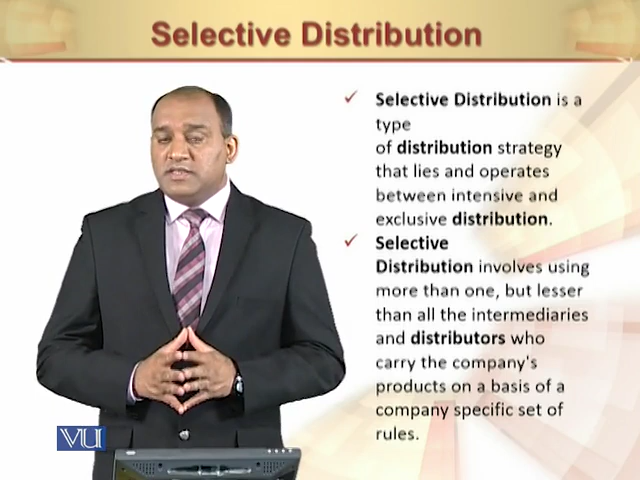 Selective Distribution
Selective Distribution is a
type
of distribution strategy
that lies and operates
between intensive and
exclusive distribution.
Selective
Distribution involves using
more than one, but lesser
than all the intermediaries
and distributors who
carry the company's
products on a basis of a
company specific set of
rules.
VU